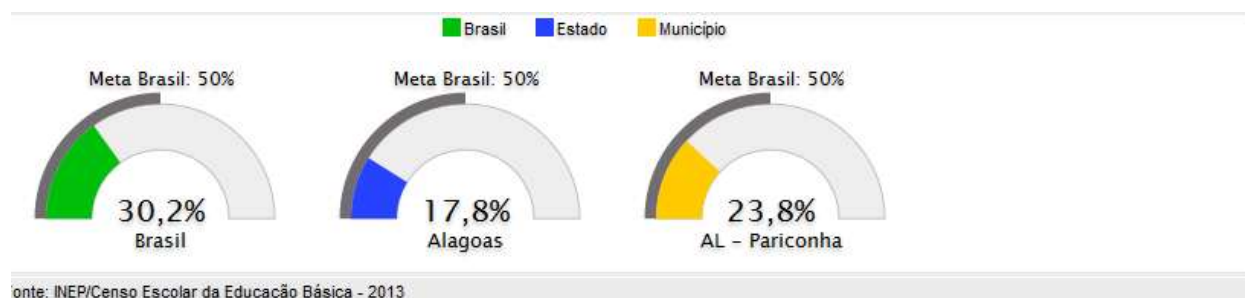 Brasil Estado Município
Meta Brasil: 50% Meta Brasil: 50% Meta Brasil: 50%
30,2% 17,8% 23,8%
Brasil Alagoas AL - Pariconha
onte: INEP/Censo Escolar da Educação Básica - 2013